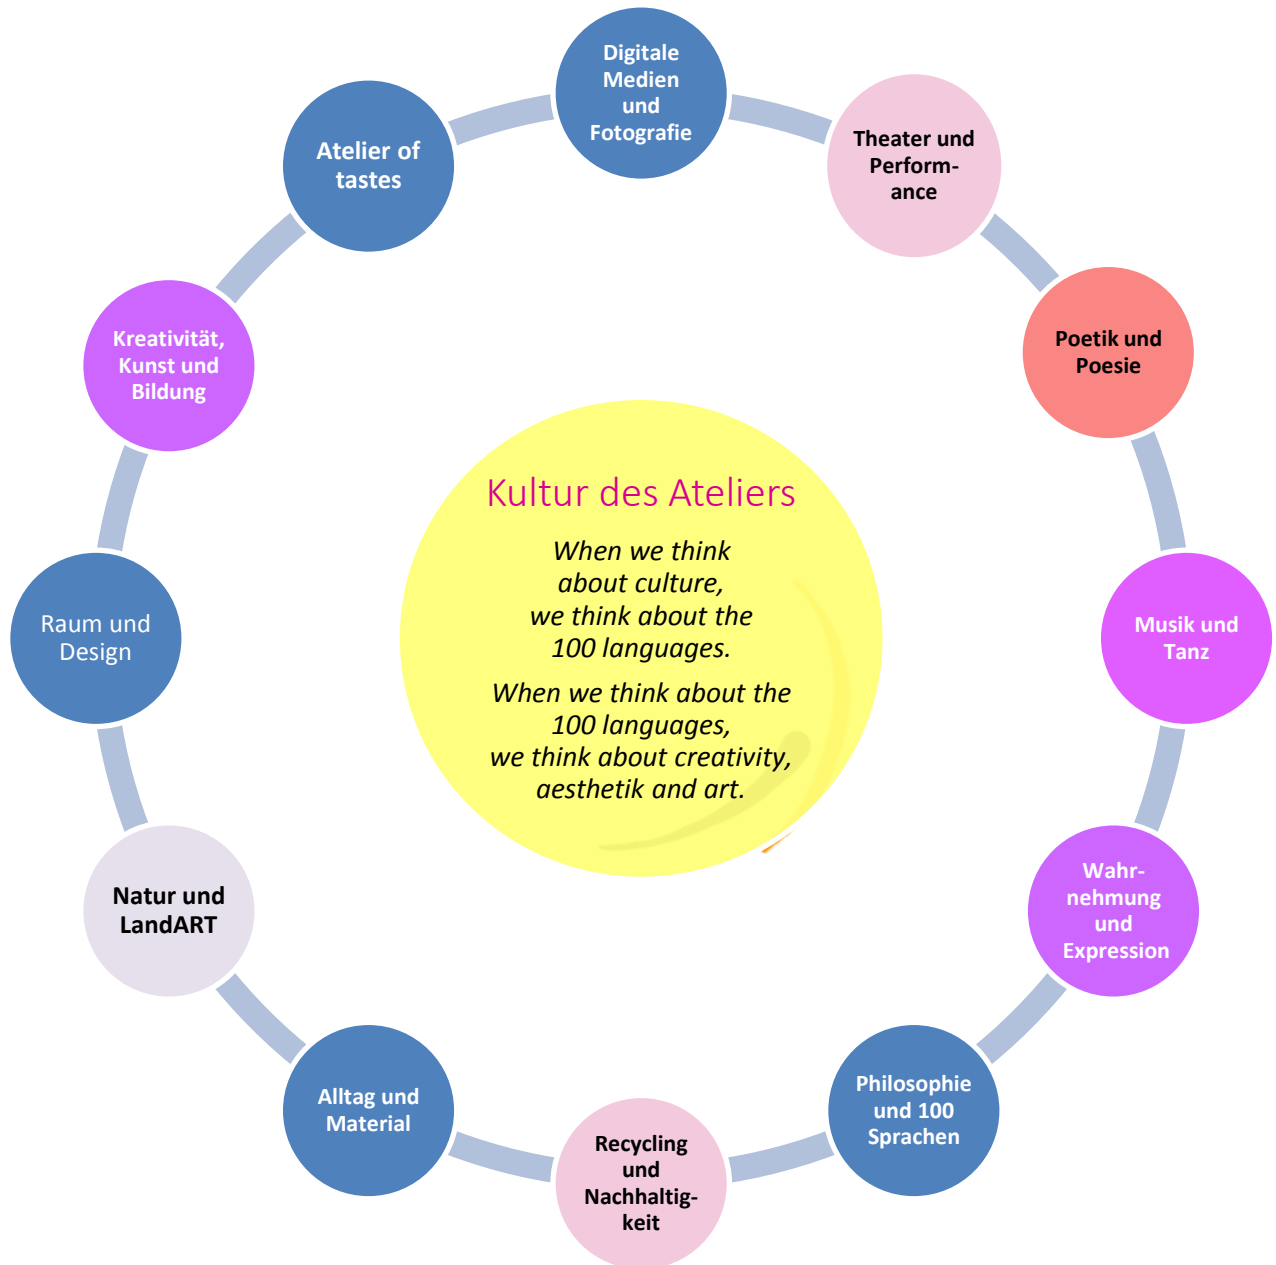 Digitale
Medien
und
Fotografie
Theater und
Perform-
ance
Poetik und
Poesie
Musik und
Tanz
Wahr-
nehmung
und
Expression
Philosophie
und 100
Sprachen
Recycling
und
Nachhaltig-
keit
Alltag und
Material
Natur und
LandART
Raum und
Design
Kreativität,
Kunst und
Bildung
Atelier of
tastes
Kultur des Ateliers
When we think
about culture,
we think about the
100 languages.
When we think about the
100 languages,
we think about creativity,
aesthetik and art.